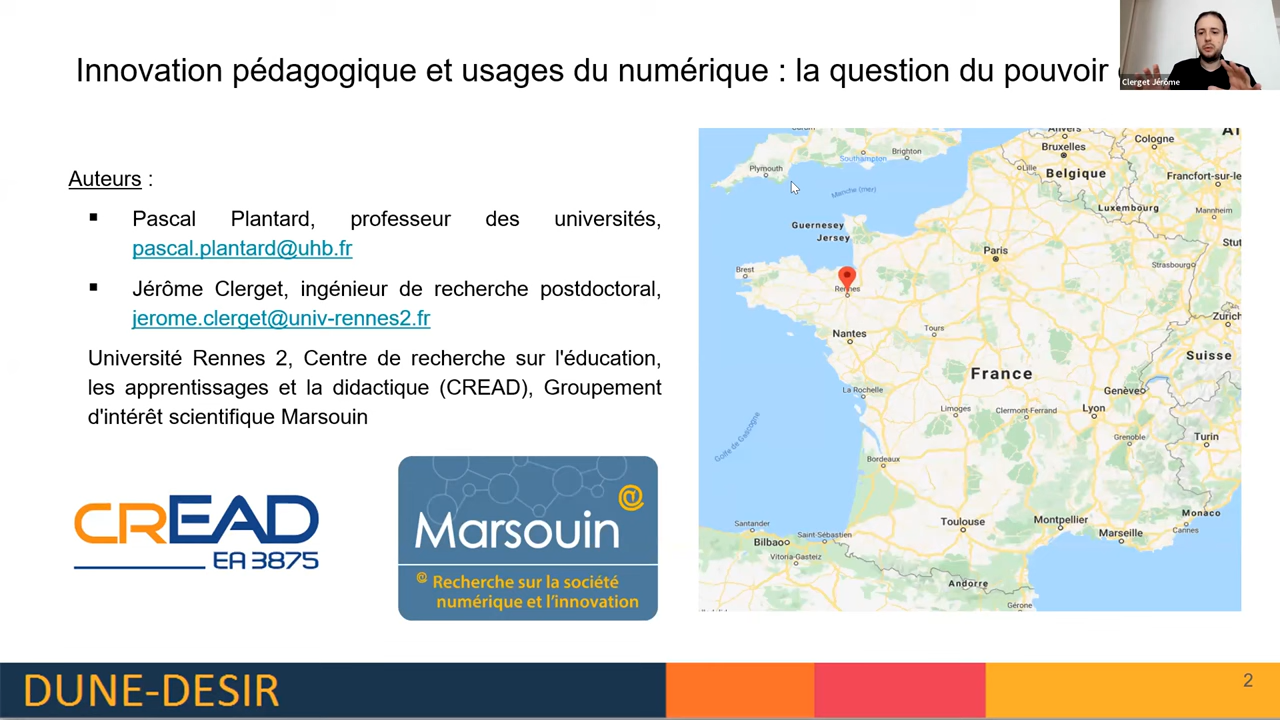 Innovation pédagogique et usages du numérique : la question du pouvoir
Clerget Jérôme
Auteurs :
Pascal Plantard, professeur des universités,
pascal.plantard@uhb.fr
Jérôme Clerget, ingénieur de recherche postdoctoral,
jerome.clerget@univ-rennes2.fr
Université Rennes 2, Centre de recherche sur l'éducation,
les apprentissages et la didactique (CREAD), Groupement
d'intérêt scientifique Marsouin
CREAD
EA 3875
@
Marsouin
@ Recherche sur la société
numérique et l'innovation
Anvers
Bruxelles
Cologne
Brighton
Southampton
Plymouth
Lille
Belgique
Francfort-sur-le
Manche (mer)
Luxembourg
Mannheim
Guernesey
Jersey
Paris
Stut
Strasbourg
Brest
Rennes
Zurich
Nantes
Tours
Suisse
France
La Rochelle
Genève
Limoges
Clermont-Ferrand
Lyon
Golfe de Gascogne
Grenoble
Turin
Bordeaux
Monaco
Santander
Toulouse
Montpellier
Cannes
Saint-Sébastien
Marseille
Bilbao
Vitoria-Gasteiz
Andorre
Gérone
DUNE-DESIR
2